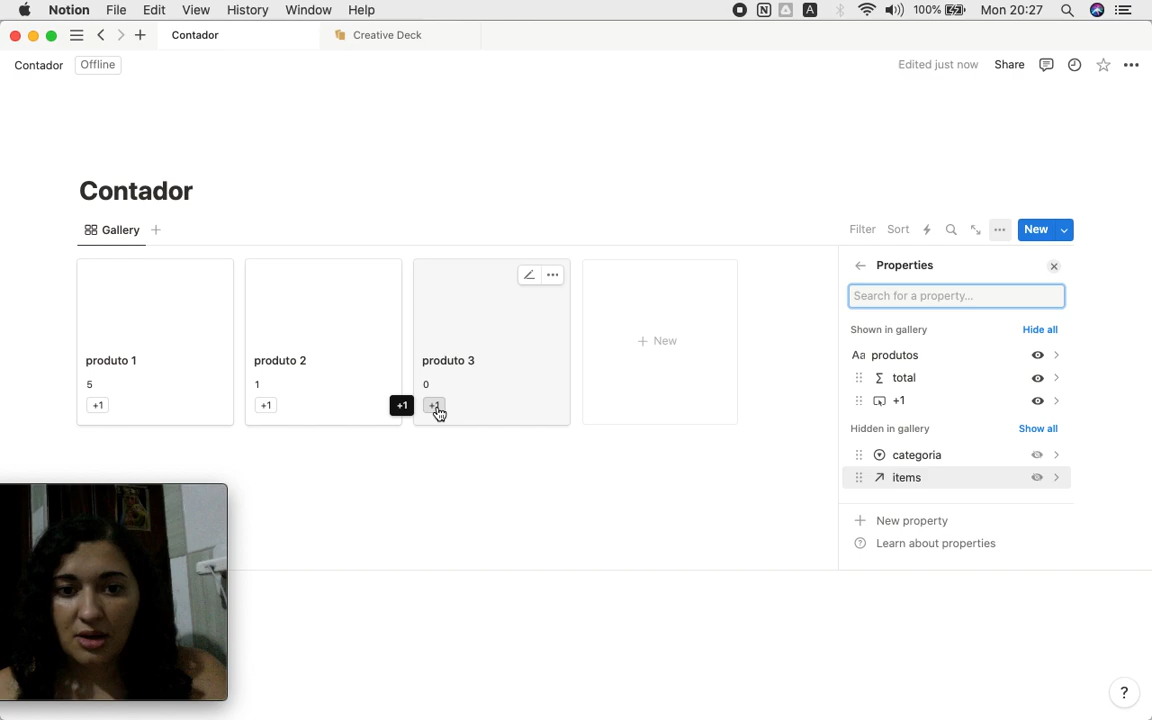 Notion File Edit View History Window Help 100% Mon 20:27
Contador Creative Deck
Contador Offline Edited just now Share
Contador
Gallery Filter Sort New
Properties
Search for a property...
Shown in gallery Hide all
Aa produtos
total
+1
Hidden in gallery Show all
categoria
items
New property
Learn about properties
produto 1
5
+1
produto 2
1
+1
+1
produto 3
0
+1
New
?